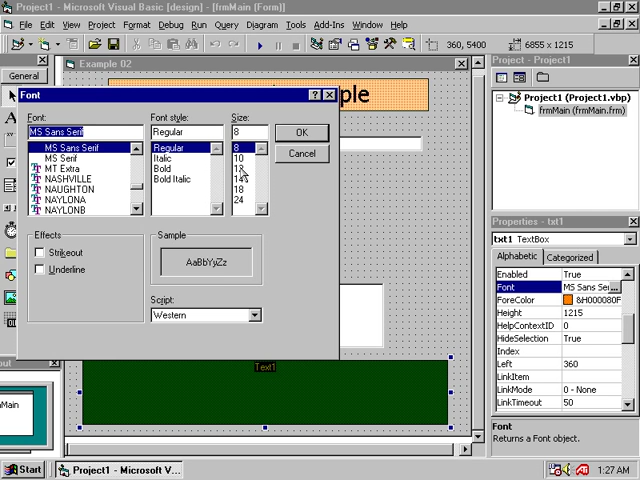 Project1 - Microsoft Visual Basic [design] - [frmMain (Form)]
File Edit View Project Format Debug Run Query Diagram Tools Add-Ins Window Help
360, 5400
6855 x 1215
General
Example 02
Font
Font:
MS Sans Serif
MS Sans Serif
MS Serif
MT Extra
NASHVILLE
NAUGHTON
NAYLONA
NAYLONB
Font style:
Regular
Regular
Italic
Bold
Bold Italic
Size:
8
8
10
12
14
18
24
OK
Cancel
Effects
Strikeout
Underline
Sample
AaBbYyZz
Script:
Western
Text1
Project - Project1
Project1 (Project1.vbp)
frmMain (frmMain.frm)
Properties - txt1
txt1 TextBox
Alphabetic Categorized
Enabled True
Font MS Sans Ser ...
ForeColor &H000080F
Height 1215
HelpContextID 0
HideSelection True
Index
Left 360
LinkItem
LinkMode 0 - None
LinkTimeout 50
Font
Returns a Font object.
Start
Project1 - Microsoft V...
1:27 AM